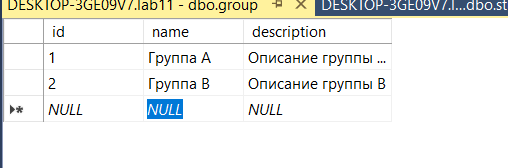 DESKTOP-3GE09V7.lab11 - dbo.group DESKTOP-3GE09V7.l...dbo.st
id name description
1 Группа А Описание группы ...
2 Группа В Описание группы В
NULL NULL NULL